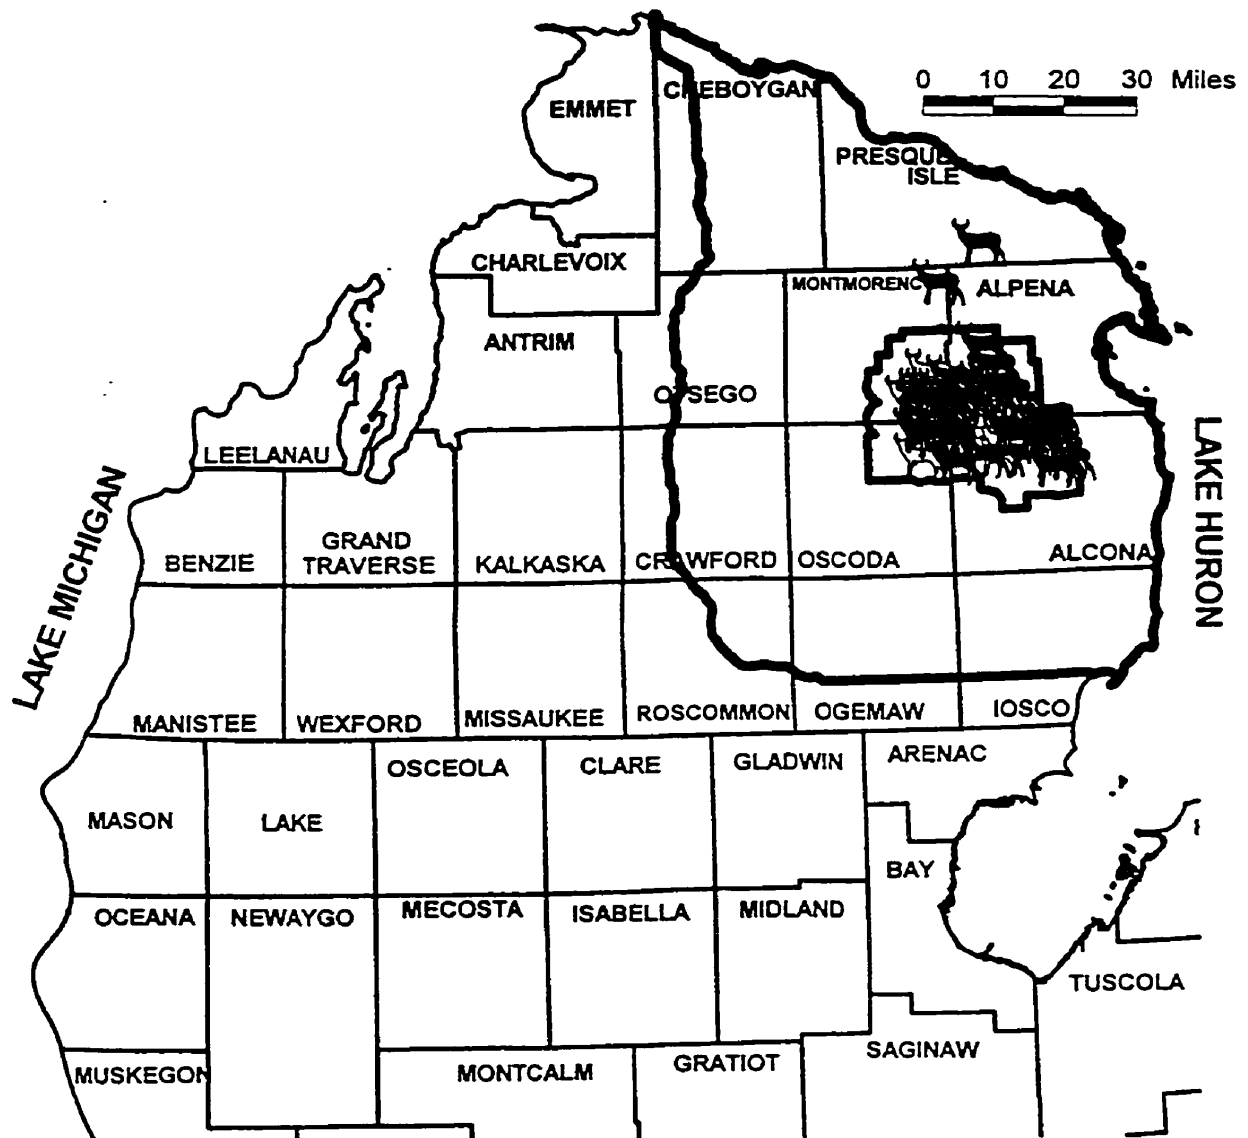 0 10 20 30 Miles
CHEBOYGAN
EMMET
PRESQUE
ISLE
CHARLEVOIX
MONTMORENC
ALPENA
ANTRIM
OTSEGO
LEELANAU
LAKE MICHIGAN
LAKE HURON
BENZIE
GRAND
TRAVERSE
KALKASKA
CRAWFORD
OSCODA
ALCONA
MANISTEE
WEXFORD
MISSAUKEE
ROSCOMMON
OGEMAW
IOSCO
OSCEOLA
CLARE
GLADWIN
ARENAC
MASON
LAKE
BAY
OCEANA
NEWAYGO
MECOSTA
ISABELLA
MIDLAND
TUSCOLA
MUSKEGON
MONTCALM
GRATIOT
SAGINAW